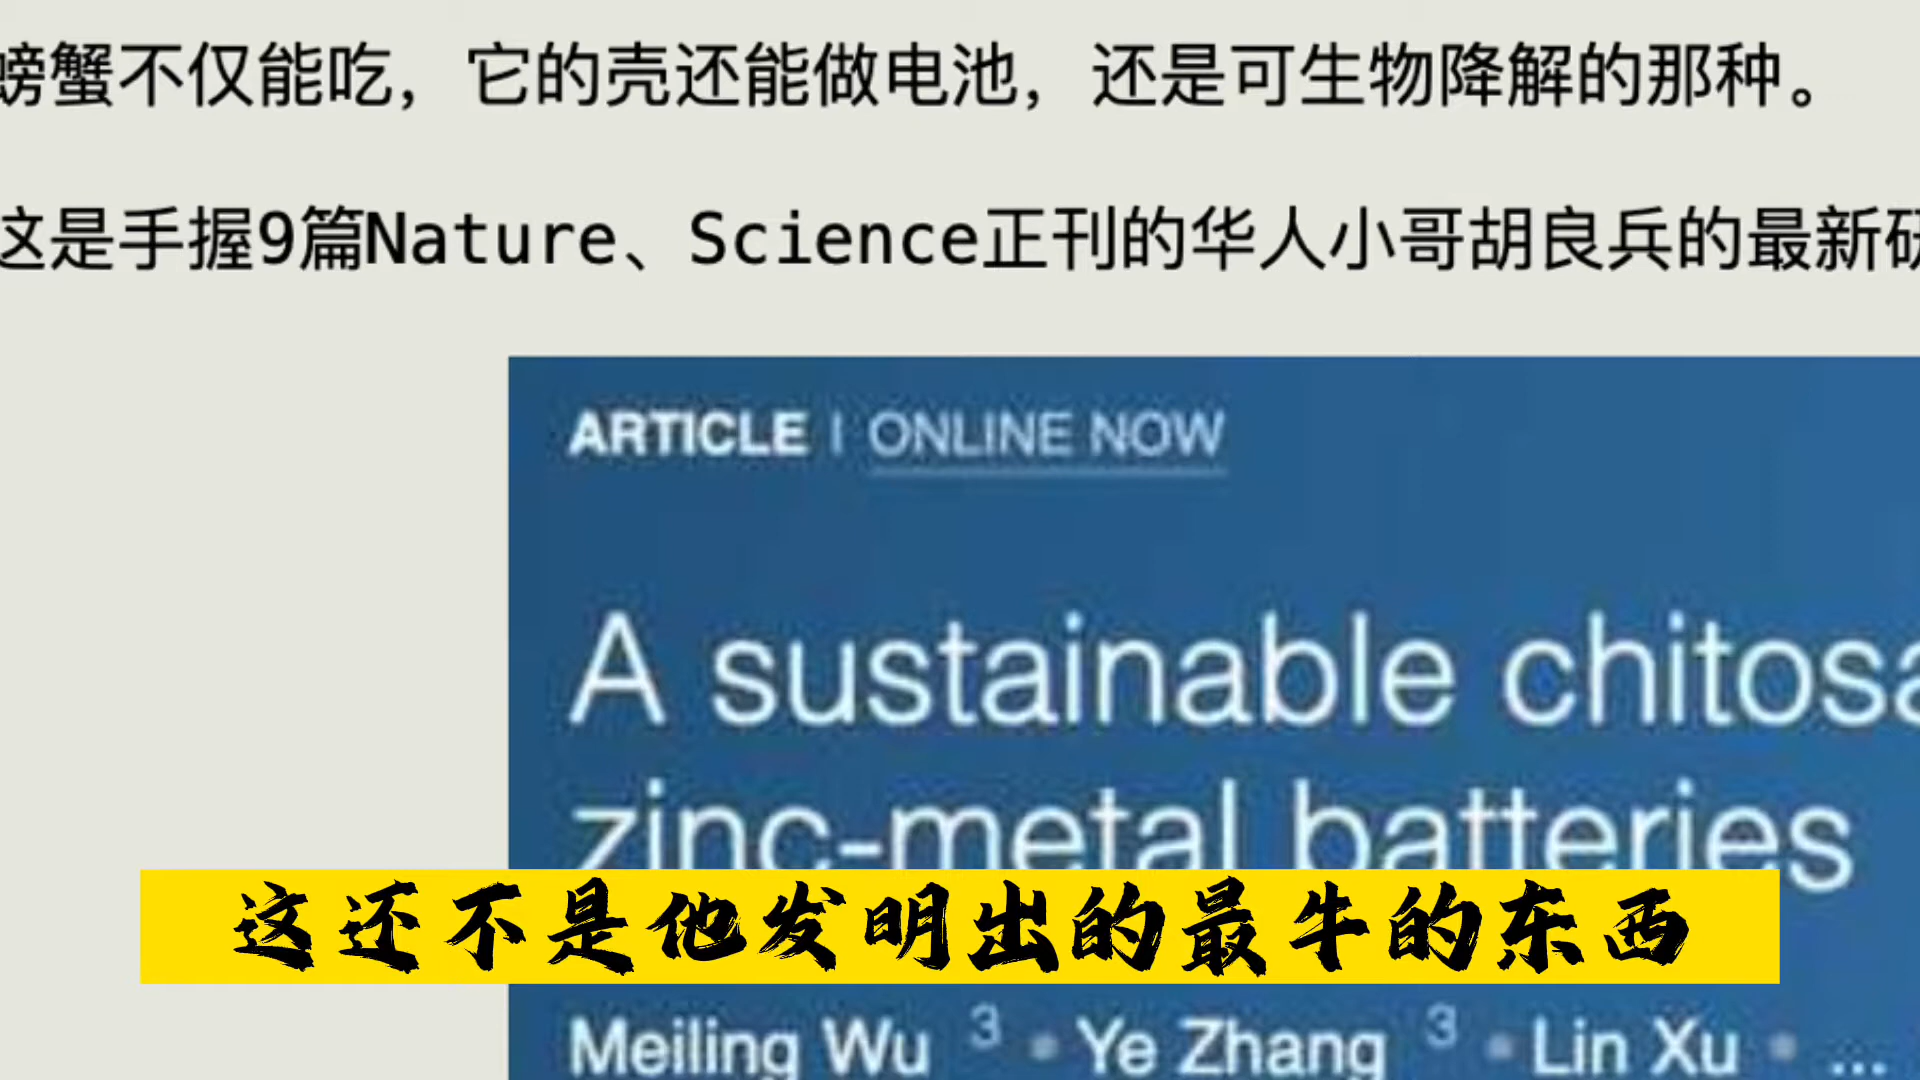 螃蟹不仅能吃，它的壳还能做电池，还是可生物降解的那种。
这是手握9篇Nature、Science正刊的华人小哥胡良兵的最新研
ARTICLE | ONLINE NOW
A sustainable chitosa
zinc-metal batteries
这还不是他发明出的最牛的东西
Meiling Wu 3 • Ye Zhang 3 • Lin Xu • ...